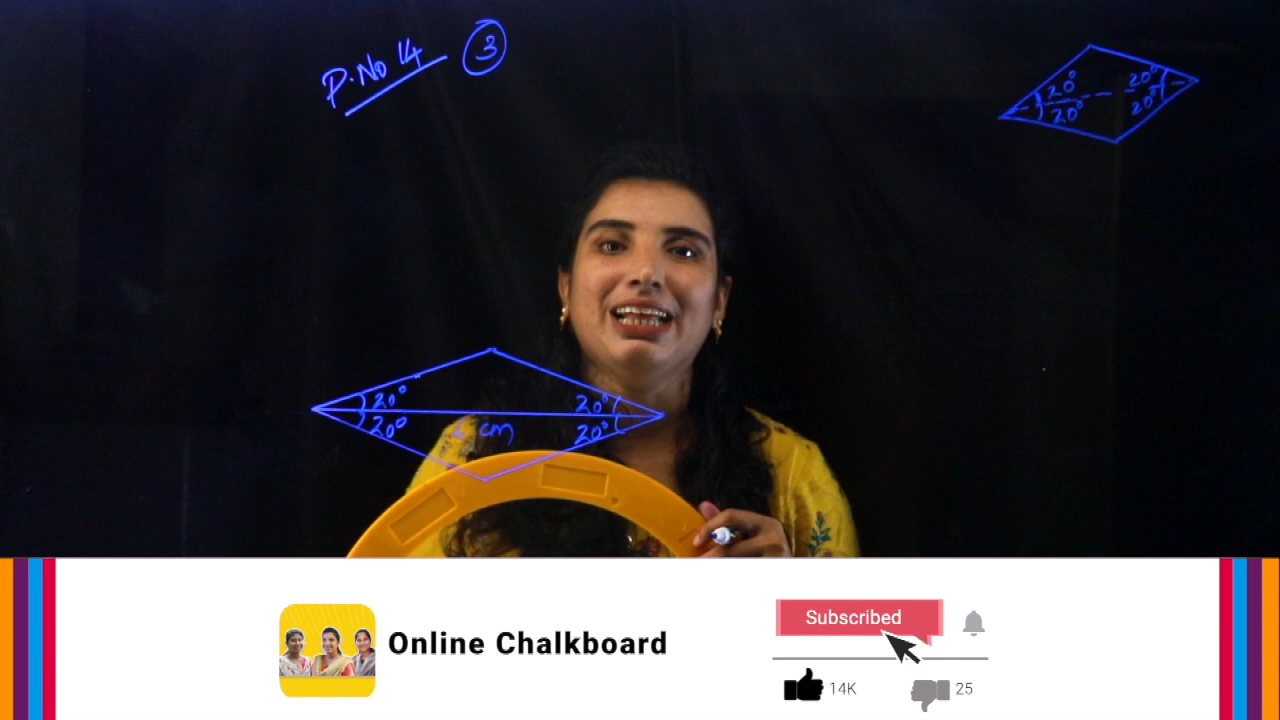 P.No 14 3
20° 20°
20° 20°
20° 20°
20° cm 20°
Online Chalkboard
Subscribed
14K 25